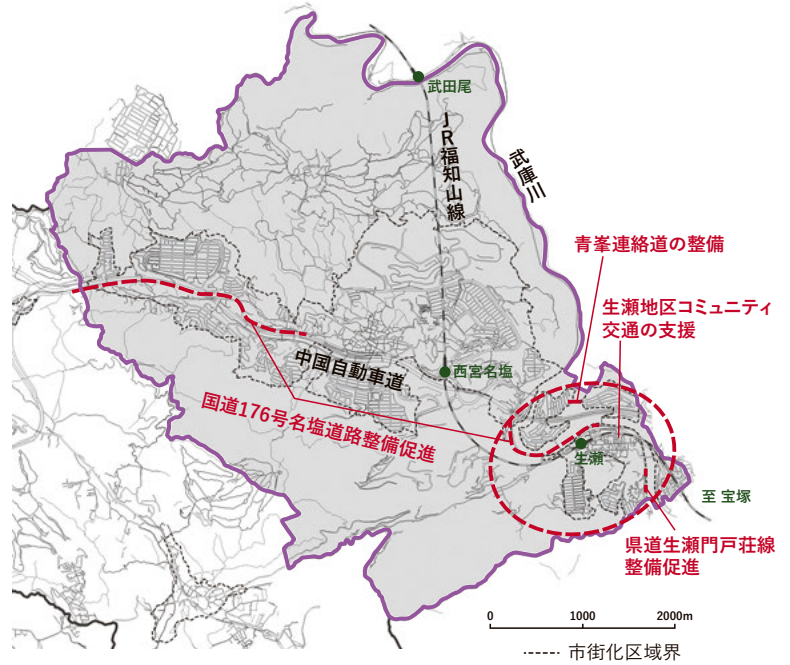 武田尾
JR福知山線
武庫川
青峯連絡道の整備
生瀬地区コミュニティ
交通の支援
中国自動車道
西宮名塩
国道176号名塩道路整備促進
生瀬
至 宝塚
県道生瀬門戸荘線
整備促進
0 1000 2000m
市街化区域界